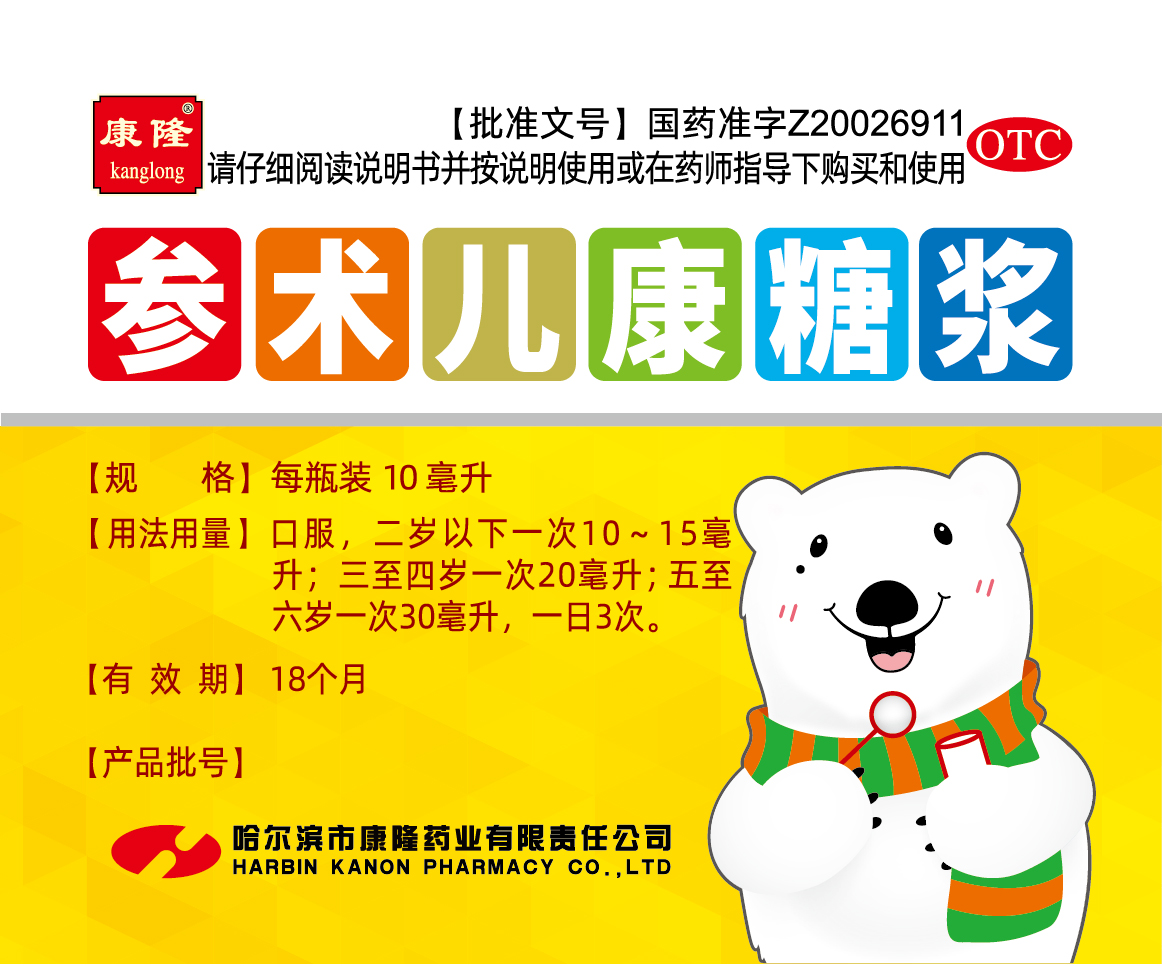 康隆®
kanglong
【批准文号】国药准字Z20026911
请仔细阅读说明书并按说明使用或在药师指导下购买和使用
OTC
参术儿康糖浆
【规 格】每瓶装 10 毫升
【用法用量】口服，二岁以下一次10～15毫
升；三至四岁一次20毫升；五至
六岁一次30毫升，一日3次。
【有 效 期】 18个月
【产品批号】
哈尔滨市康隆药业有限责任公司
HARBIN KANON PHARMACY CO.,LTD